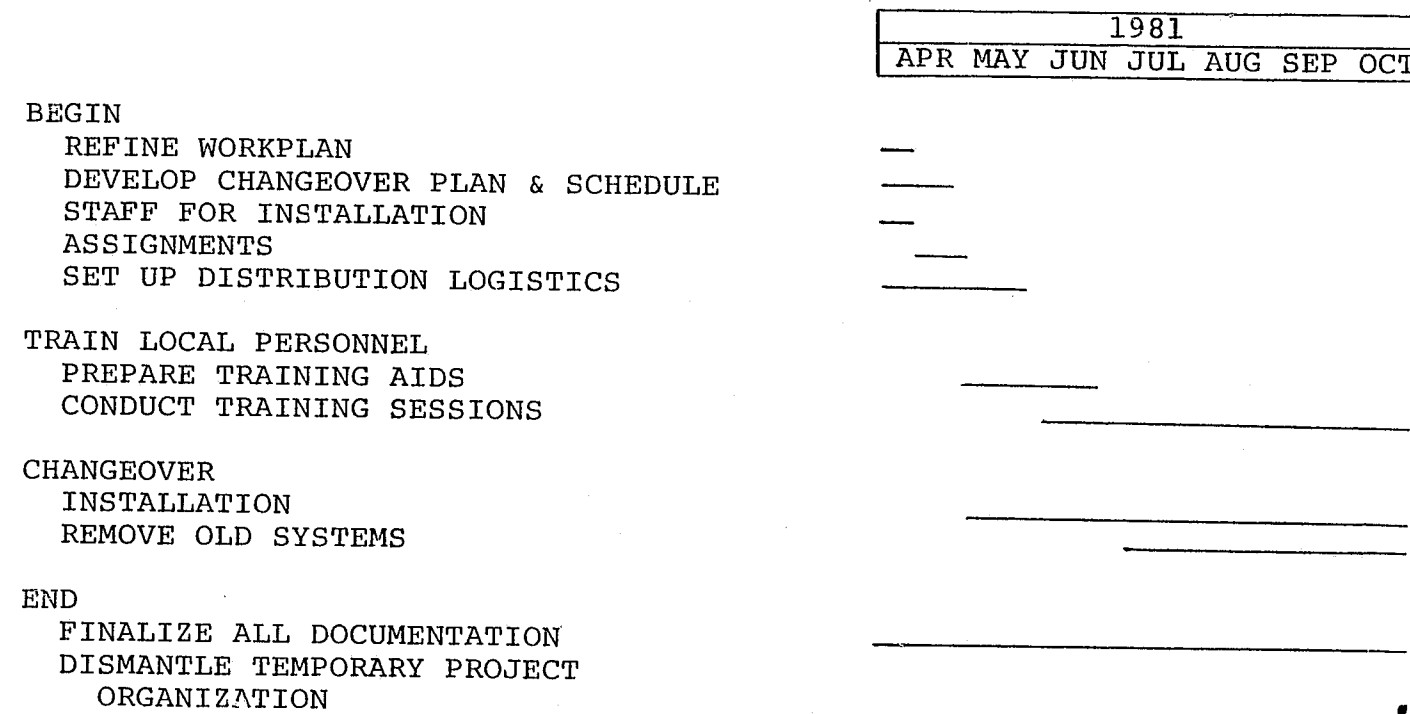 1981
APR MAY JUN JUL AUG SEP OCT
BEGIN
REFINE WORKPLAN
DEVELOP CHANGEOVER PLAN & SCHEDULE
STAFF FOR INSTALLATION
ASSIGNMENTS
SET UP DISTRIBUTION LOGISTICS
TRAIN LOCAL PERSONNEL
PREPARE TRAINING AIDS
CONDUCT TRAINING SESSIONS
CHANGEOVER
INSTALLATION
REMOVE OLD SYSTEMS
END
FINALIZE ALL DOCUMENTATION
DISMANTLE TEMPORARY PROJECT
ORGANIZATION